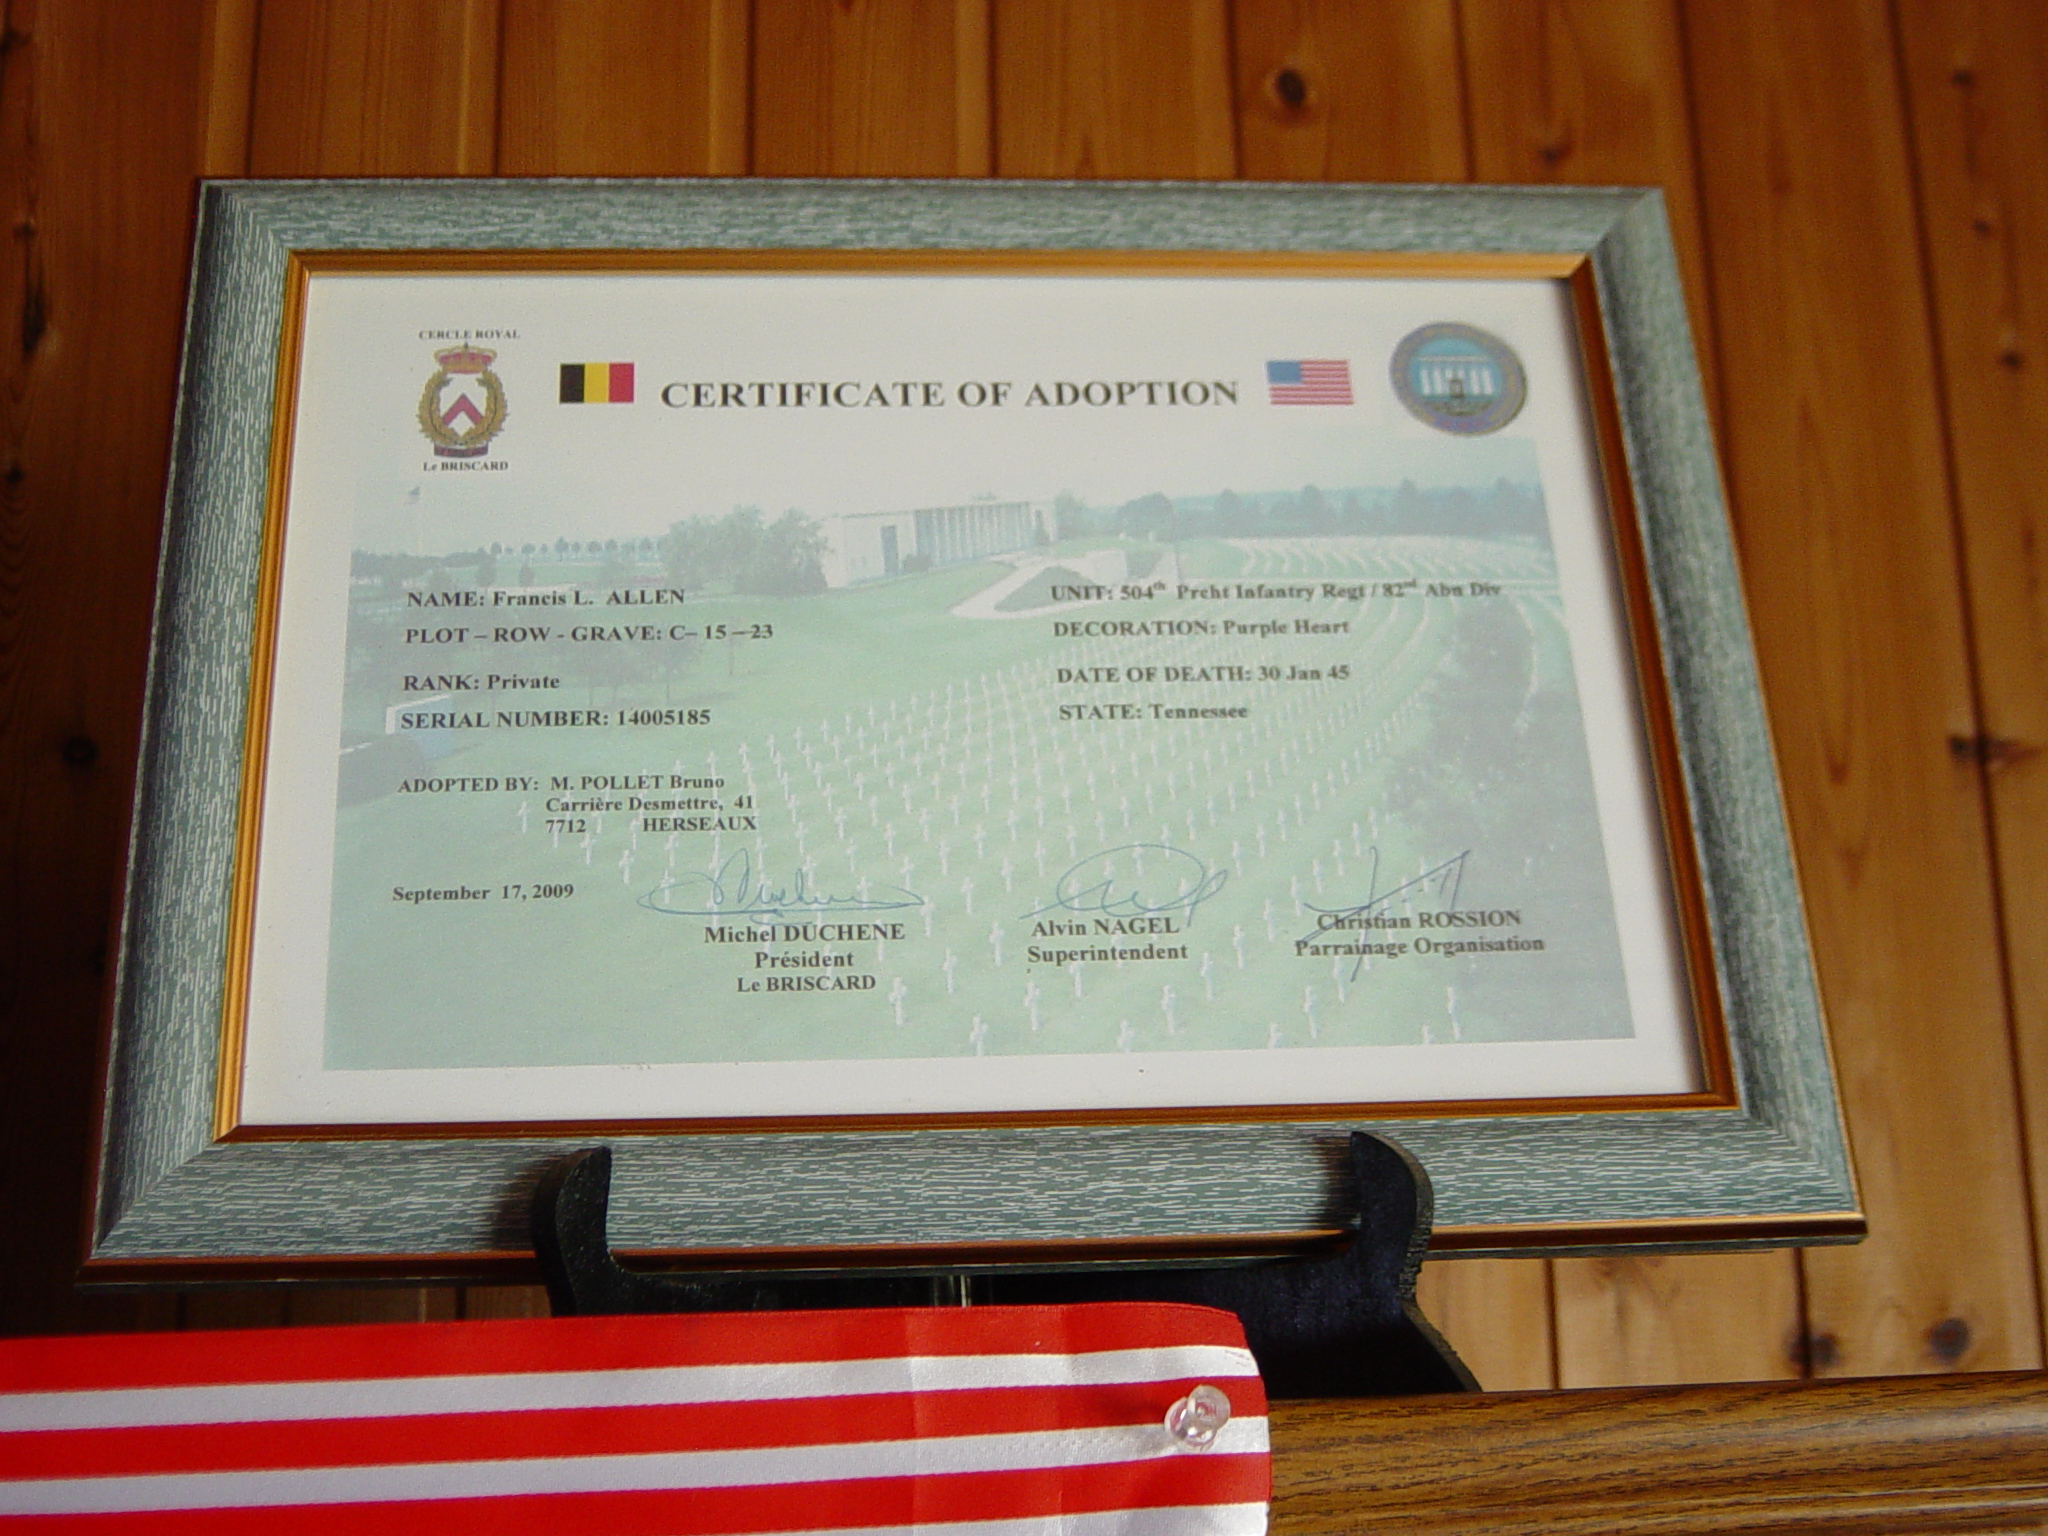 CERCLE ROYAL
Le BRISCARD
CERTIFICATE OF ADOPTION
NAME: Francis L. ALLEN
PLOT – ROW - GRAVE: C– 15 – 23
RANK: Private
SERIAL NUMBER: 14005185
UNIT: 504th Prcht Infantry Regt / 82nd Abn Div
DECORATION: Purple Heart
DATE OF DEATH: 30 Jan 45
STATE: Tennessee
ADOPTED BY: M. POLLET Bruno
Carrière Desmettre, 41
7712 HERSEAUX
September 17, 2009
Michel DUCHENE
Président
Le BRISCARD
Alvin NAGEL
Superintendent
Christian ROSSION
Parrainage Organisation